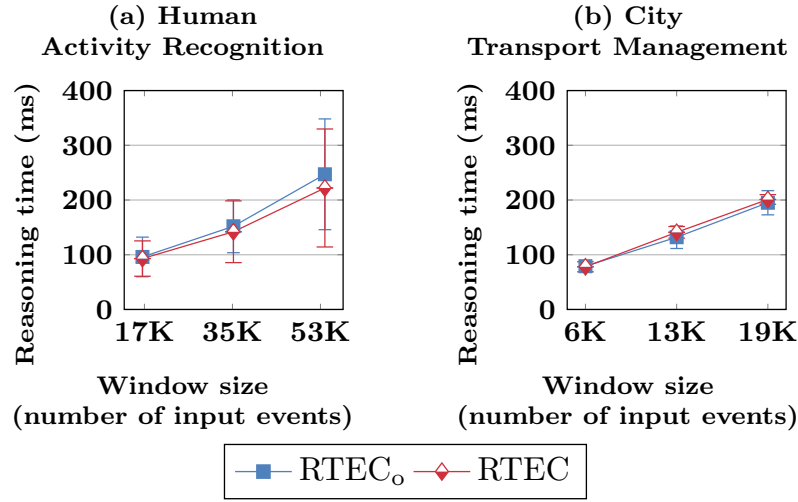 (a) Human
Activity Recognition
Reasoning time (ms)
400
300
200
100
0
17K 35K 53K
Window size
(number of input events)
(b) City
Transport Management
Reasoning time (ms)
400
300
200
100
0
6K 13K 19K
Window size
(number of input events)
RTECₒ RTEC